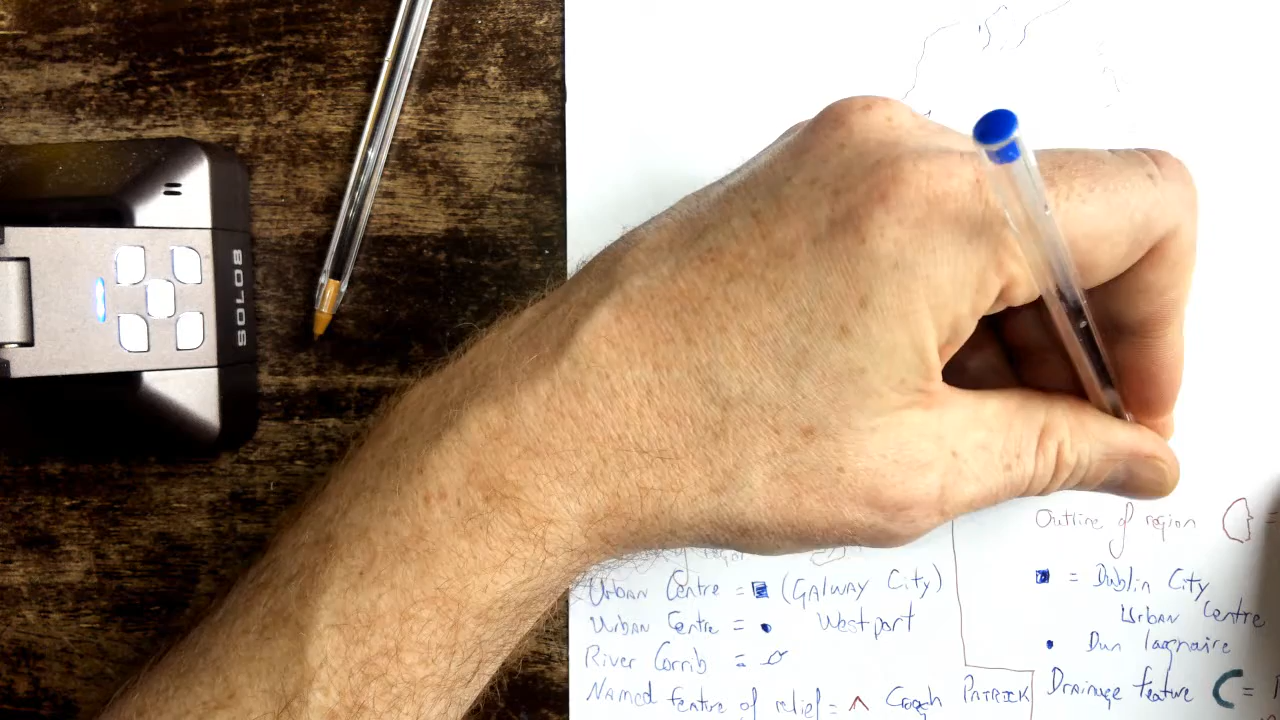 SOLO8
Outline of region
Urban Centre = (GALWAY CITY)
Urban Centre = Westport
River Corrib =
NAMED feature of relief = Croagh PATRICK
= Dublin City
Urban Centre
Dun laoghaire
Drainage feature =